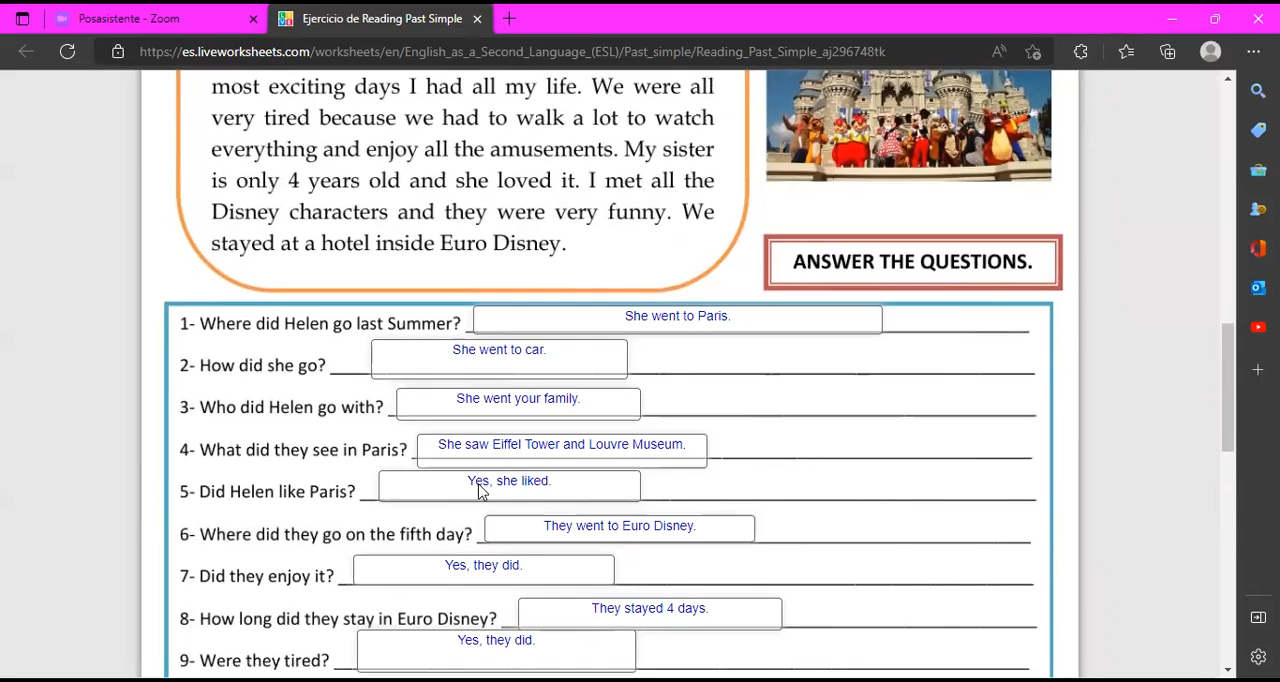 Posasistente - Zoom
Ejercicio de Reading Past Simple
https://es.liveworksheets.com/worksheets/en/English_as_a_Second_Language_(ESL)/Past_simple/Reading_Past_Simple_aj296748tk
most exciting days I had all my life. We were all
very tired because we had to walk a lot to watch
everything and enjoy all the amusements. My sister
is only 4 years old and she loved it. I met all the
Disney characters and they were very funny. We
stayed at a hotel inside Euro Disney.
ANSWER THE QUESTIONS.
1- Where did Helen go last Summer? She went to Paris.
2- How did she go? She went to car.
3- Who did Helen go with? She went your family.
4- What did they see in Paris? She saw Eiffel Tower and Louvre Museum.
5- Did Helen like Paris? Yes, she liked.
6- Where did they go on the fifth day? They went to Euro Disney.
7- Did they enjoy it? Yes, they did.
8- How long did they stay in Euro Disney? They stayed 4 days.
9- Were they tired? Yes, they did.